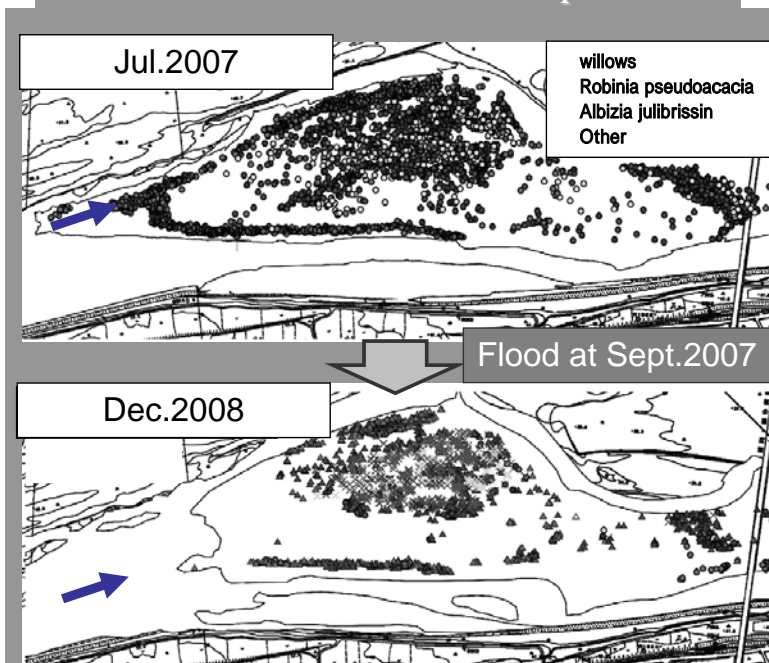 Jul.2007
willows
Robinia pseudoacacia
Albizia julibrissin
Other
Flood at Sept.2007
Dec.2008